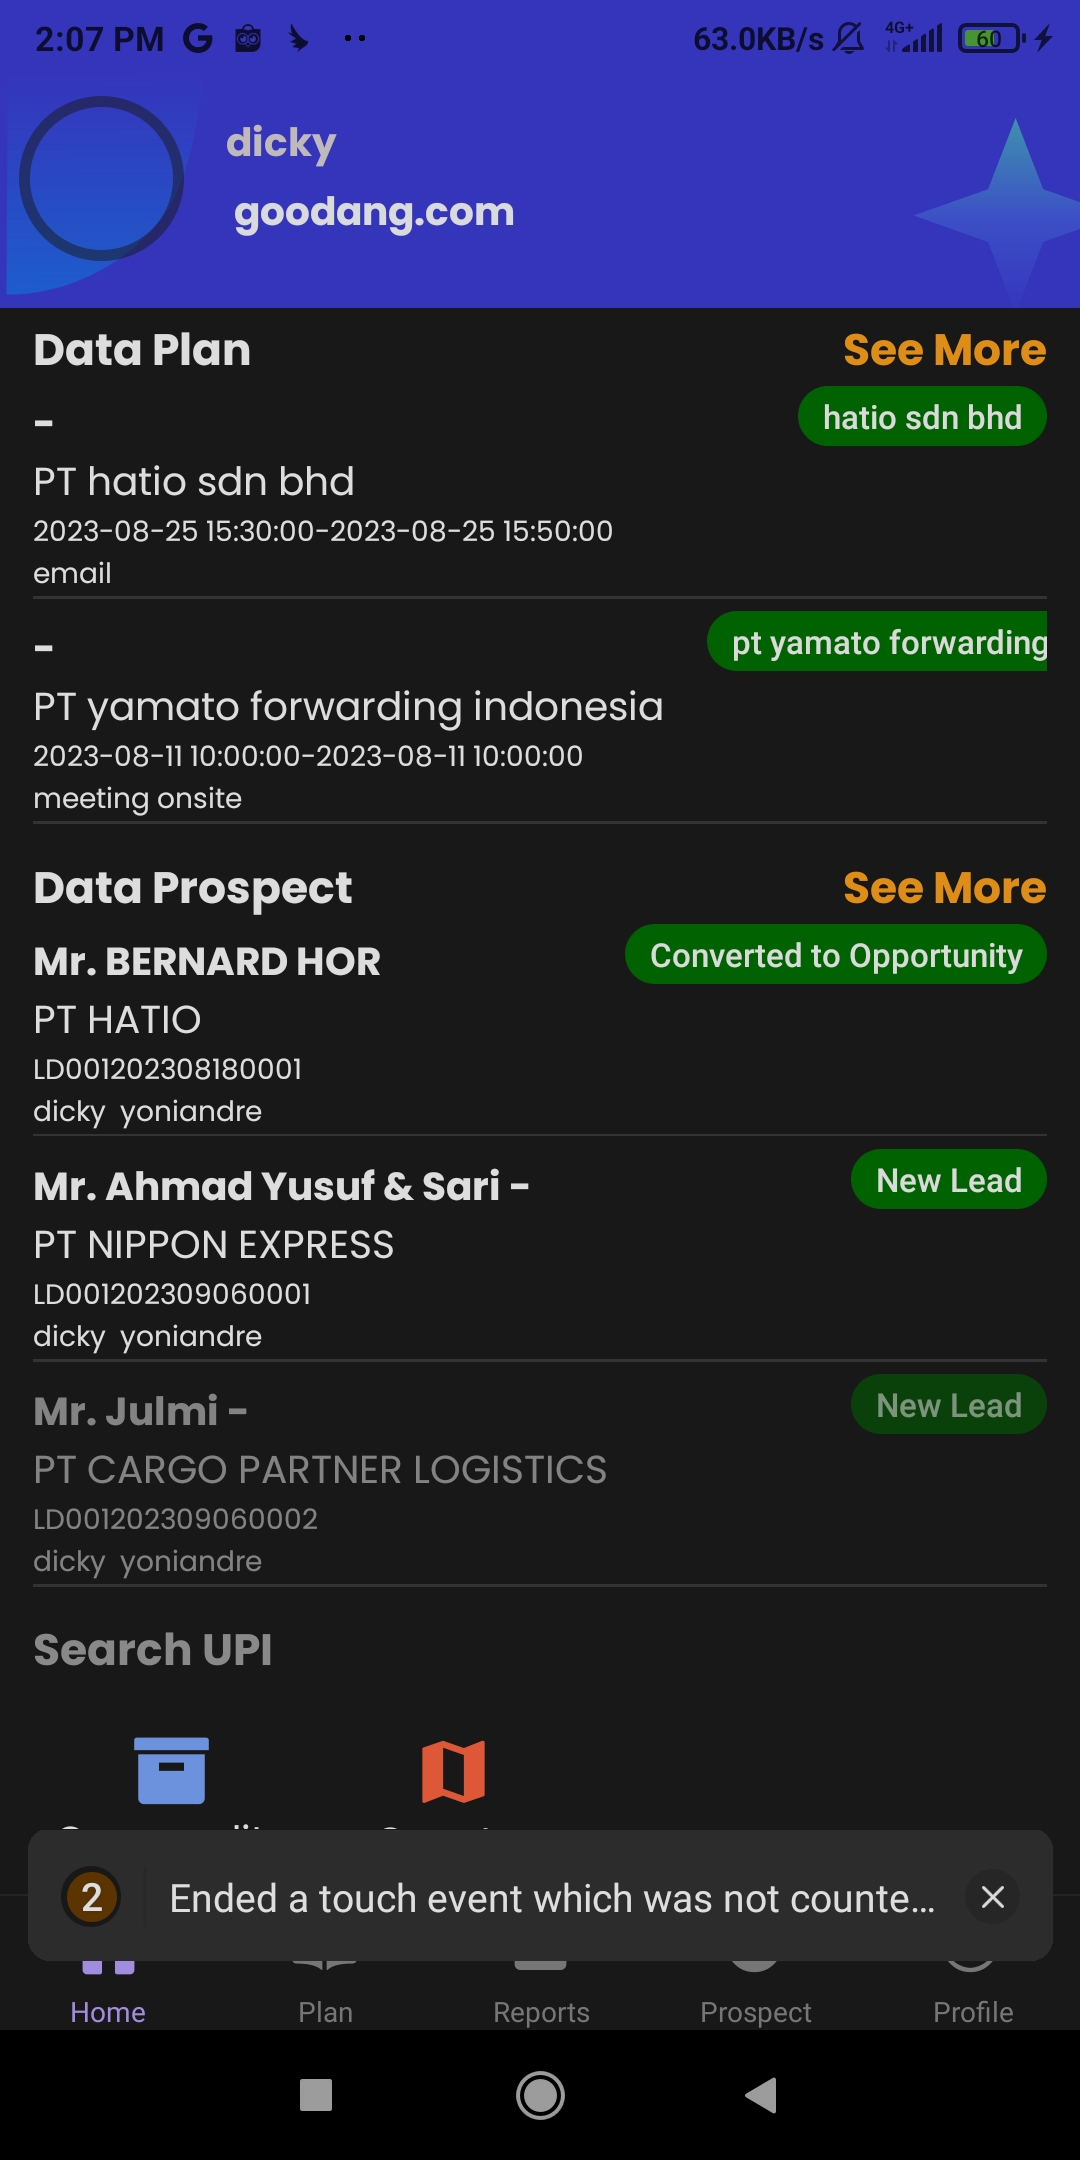 2:07 PM 63.0KB/s 4G+ 60
dicky
goodang.com
Data Plan See More
- hatio sdn bhd
PT hatio sdn bhd
2023-08-25 15:30:00-2023-08-25 15:50:00
email
- pt yamato forwarding
PT yamato forwarding indonesia
2023-08-11 10:00:00-2023-08-11 10:00:00
meeting onsite
Data Prospect See More
Mr. BERNARD HOR Converted to Opportunity
PT HATIO
LD001202308180001
dicky yoniandre
Mr. Ahmad Yusuf & Sari - New Lead
PT NIPPON EXPRESS
LD001202309060001
dicky yoniandre
Mr. Julmi - New Lead
PT CARGO PARTNER LOGISTICS
LD001202309060002
dicky yoniandre
Search UPI
2 Ended a touch event which was not counte...
Home Plan Reports Prospect Profile